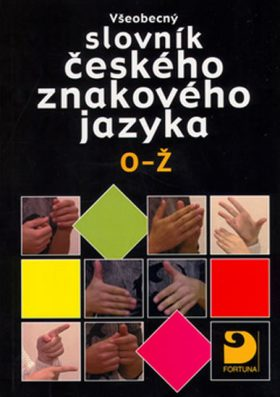 Všeobecný
slovník
českého
znakového
jazyka
O-Ž
FORTUNA